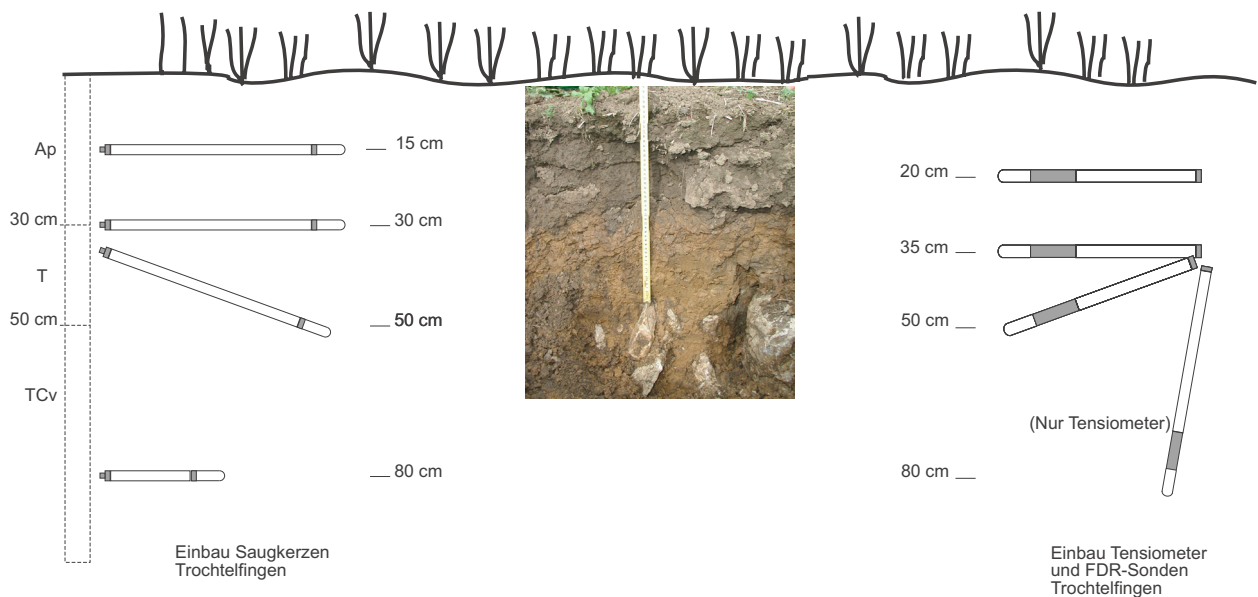 Ap
15 cm
20 cm
30 cm
30 cm
35 cm
T
50 cm
50 cm
50 cm
TCv
(Nur Tensiometer)
80 cm
80 cm
Einbau Saugkerzen
Trochtelfingen
Einbau Tensiometer
und FDR-Sonden
Trochtelfingen